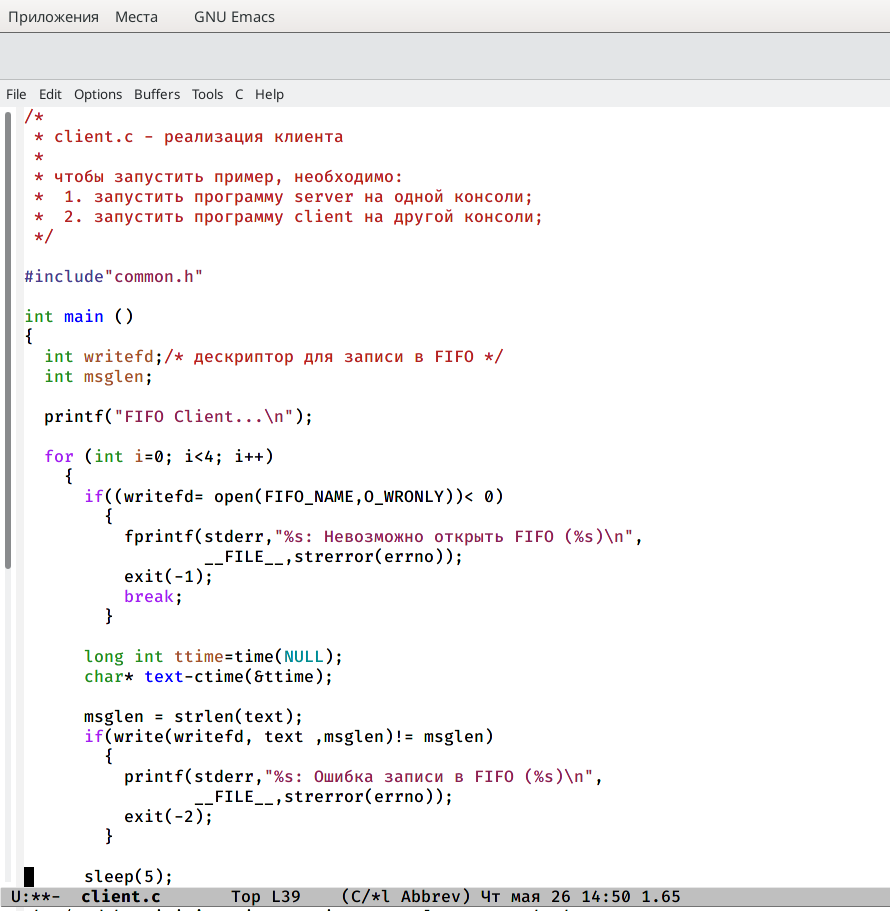 Приложения Места GNU Emacs
File Edit Options Buffers Tools C Help
/*
 * client.c - реализация клиента
 *
 * чтобы запустить пример, необходимо:
 *  1. запустить программу server на одной консоли;
 *  2. запустить программу client на другой консоли;
 */
#include"common.h"
int main ()
{
  int writefd;/* дескриптор для записи в FIFO */
  int msglen;
  printf("FIFO Client...\n");
  for (int i=0; i<4; i++)
    {
      if((writefd= open(FIFO_NAME,O_WRONLY))< 0)
        {
          fprintf(stderr,"%s: Невозможно открыть FIFO (%s)\n",
                  __FILE__,strerror(errno));
          exit(-1);
          break;
        }
      long int ttime=time(NULL);
      char* text-ctime(&ttime);
      msglen = strlen(text);
      if(write(writefd, text ,msglen)!= msglen)
        {
          printf(stderr,"%s: Ошибка записи в FIFO (%s)\n",
                 __FILE__,strerror(errno));
          exit(-2);
        }
      sleep(5);
U:**-  client.c       Top L39    (C/*l Abbrev) Чт мая 26 14:50 1.65